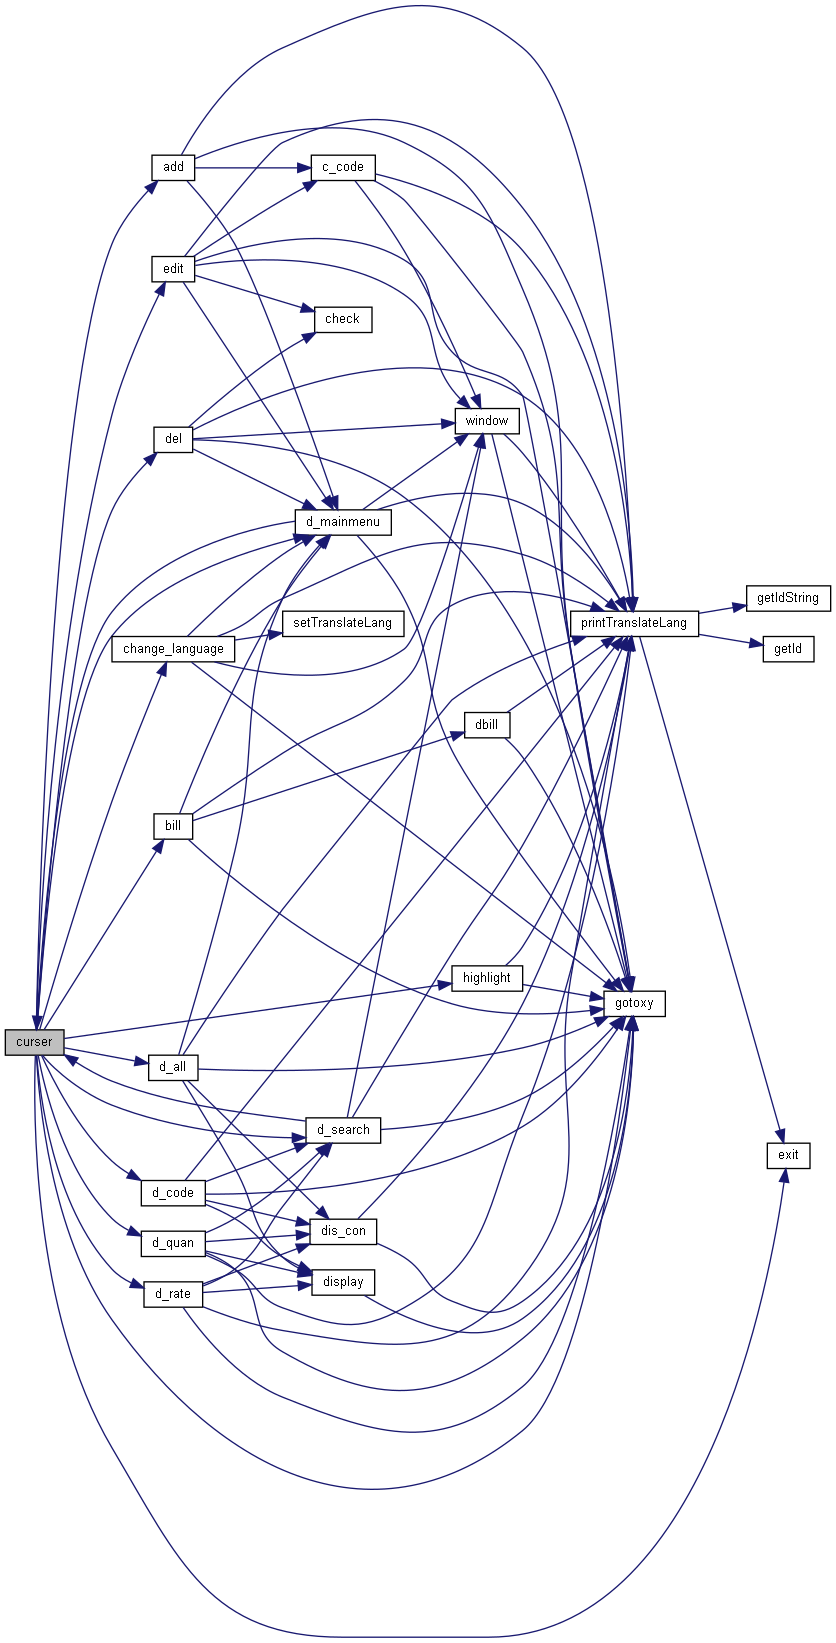 add
c_code
edit
check
window
del
d_mainmenu
getIdString
setTranslateLang
printTranslateLang
change_language
getId
dbill
bill
highlight
gotoxy
curser
d_all
d_search
exit
d_code
dis_con
d_quan
display
d_rate